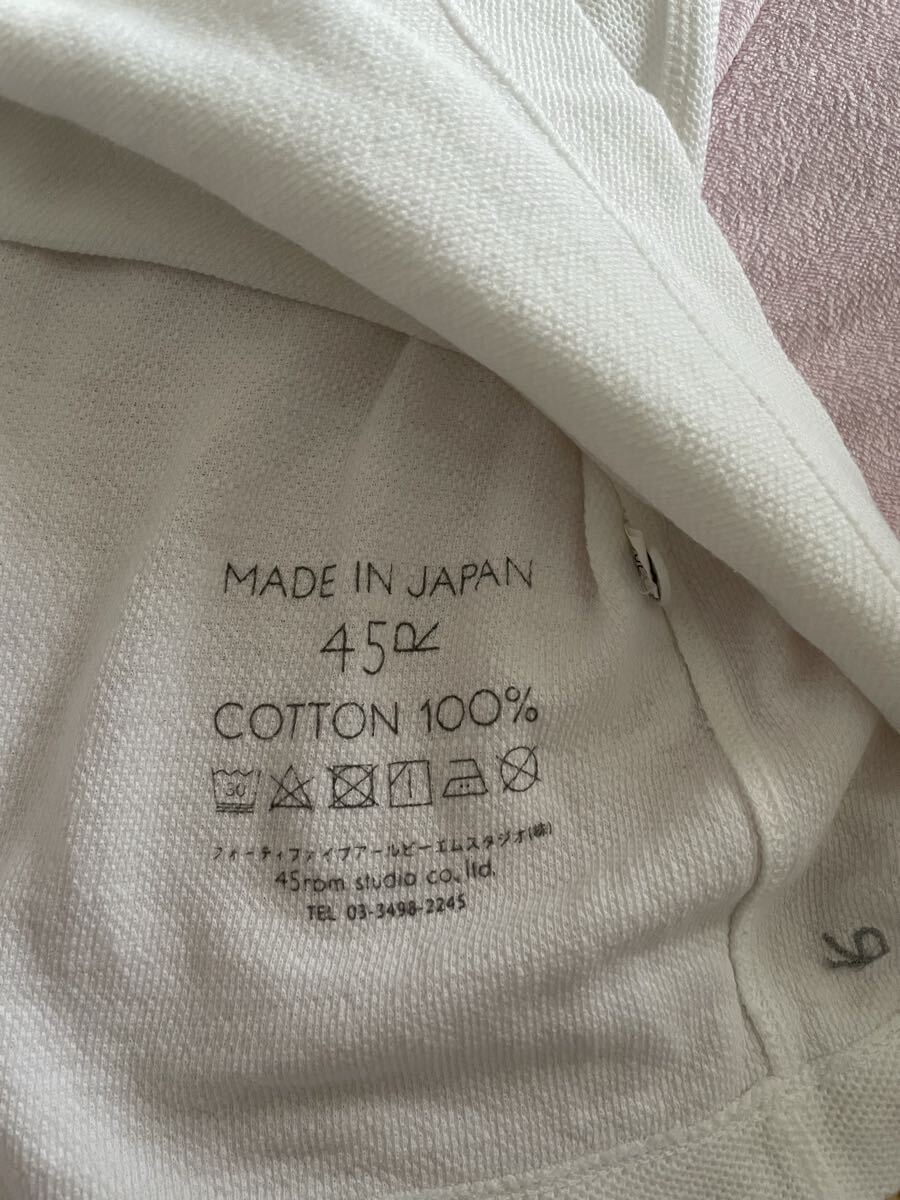 MADE IN JAPAN
45R
COTTON 100%
30
フォーティファイブアールピーエムスタジオ(株)
45rpm studio co.,ltd.
TEL 03-3498-2245